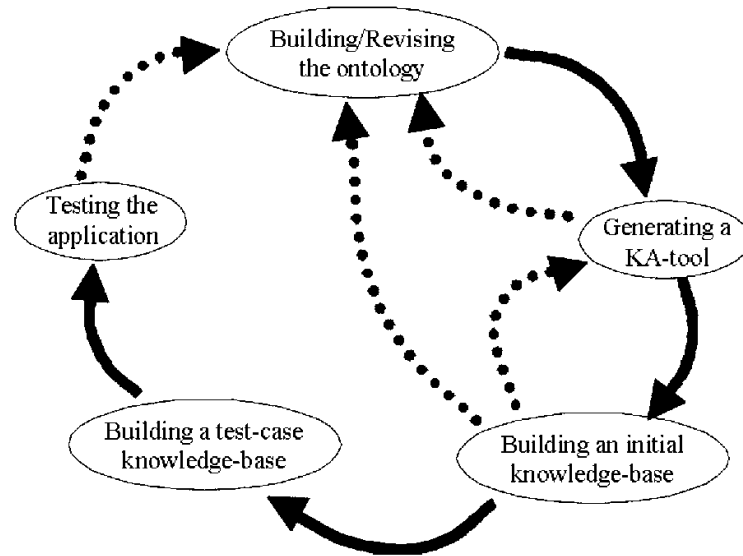 Building/Revising
the ontology
Generating a
KA-tool
Building an initial
knowledge-base
Building a test-case
knowledge-base
Testing the
application